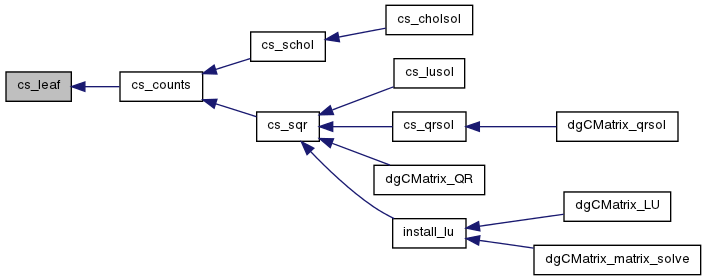 cs_leaf
cs_counts
cs_schol
cs_cholsol
cs_sqr
cs_lusol
cs_qrsol
dgCMatrix_qrsol
dgCMatrix_QR
install_lu
dgCMatrix_LU
dgCMatrix_matrix_solve